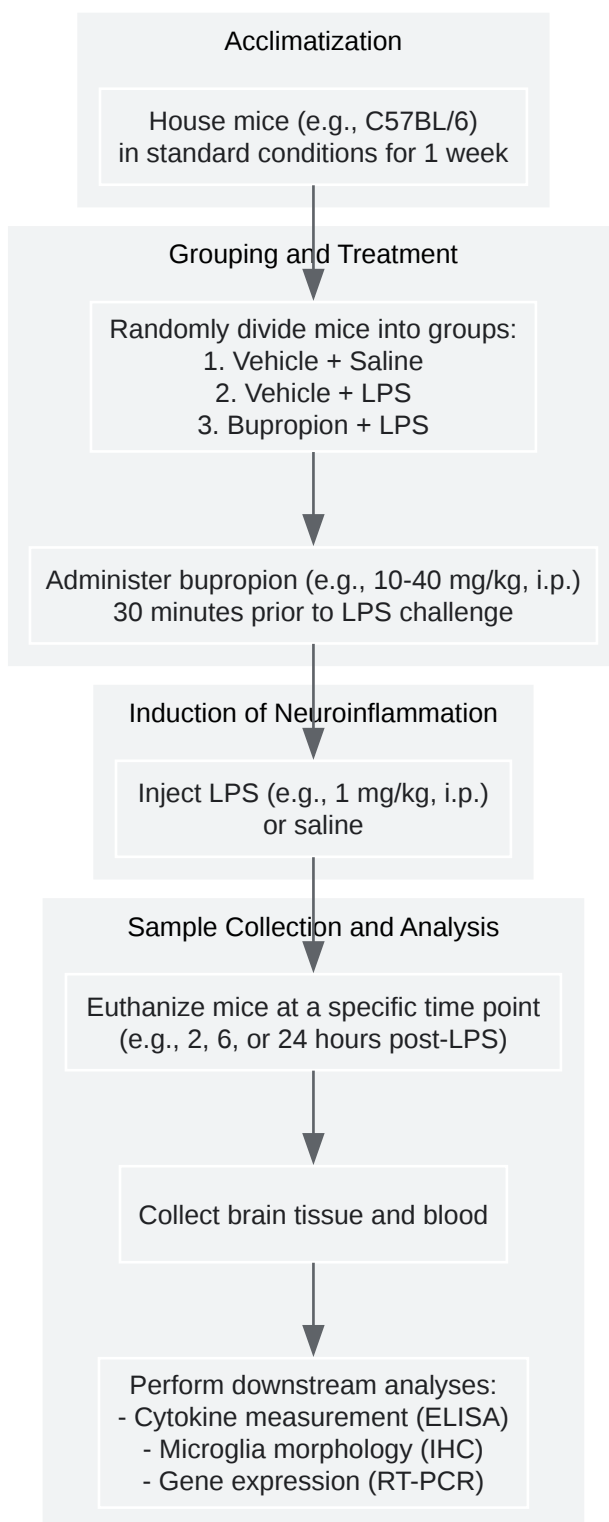 Acclimatization
House mice (e.g., C57BL/6)
in standard conditions for 1 week
Grouping and Treatment
Randomly divide mice into groups:
1. Vehicle + Saline
2. Vehicle + LPS
3. Bupropion + LPS
Administer bupropion (e.g., 10-40 mg/kg, i.p.)
30 minutes prior to LPS challenge
Induction of Neuroinflammation
Inject LPS (e.g., 1 mg/kg, i.p.)
or saline
Sample Collection and Analysis
Euthanize mice at a specific time point
(e.g., 2, 6, or 24 hours post-LPS)
Collect brain tissue and blood
Perform downstream analyses:
- Cytokine measurement (ELISA)
- Microglia morphology (IHC)
- Gene expression (RT-PCR)